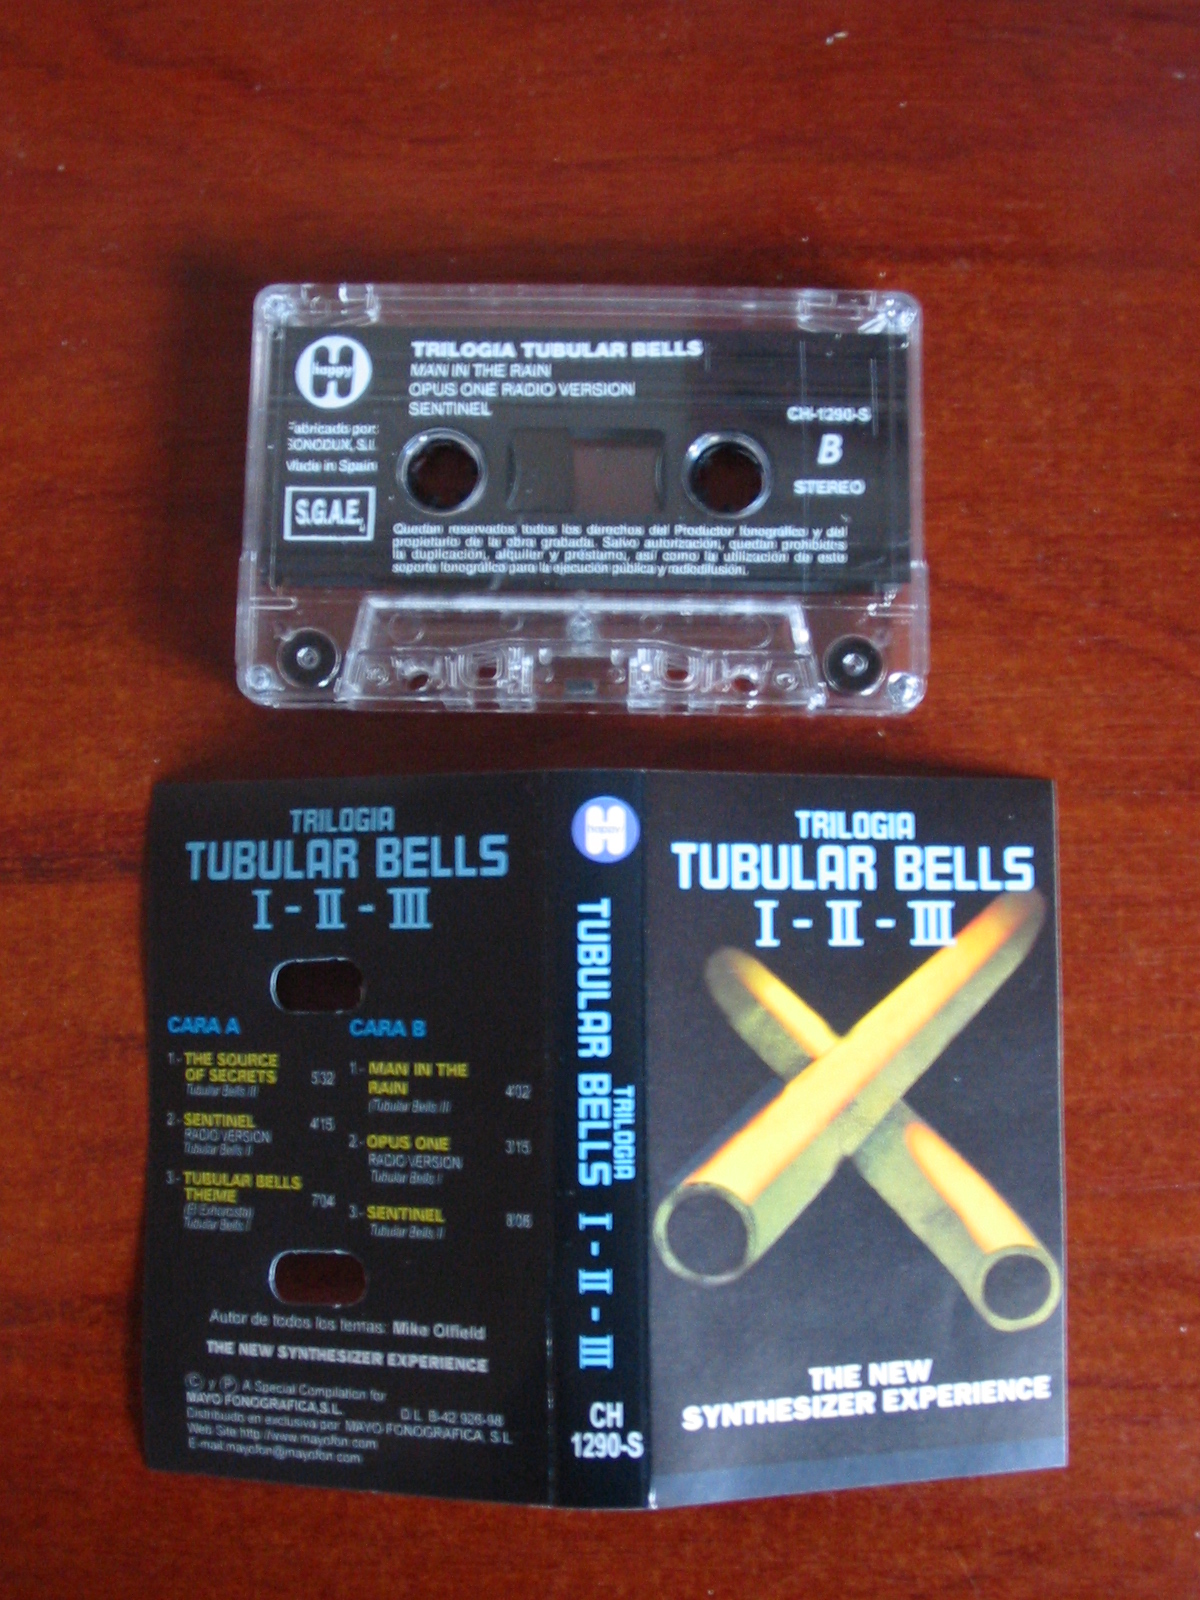 happy
TRILOGIA TUBULAR BELLS
MAN IN THE RAIN
OPUS ONE RADIO VERSION
SENTINEL
Fabricado por:
SONODUX, S.L.
Made in Spain
S.G.A.E.
CH-1290-S
B
STEREO
Quedan reservados todos los derechos del Productor fonográfico y del
propietario de la obra grabada. Salvo autorización, quedan prohibidos
la duplicación, alquiler y préstamo, así como la utilización de este
soporte fonográfico para la ejecución pública y radiodifusión.
TRILOGIA
TUBULAR BELLS
I - II - III
CARA A
1.- THE SOURCE
OF SECRETS 5'32
Tubular Bells III
2.- SENTINEL 4'15
RADIO VERSION
Tubular Bells II
3.- TUBULAR BELLS
THEME 7'04
(El Exhorcista)
Tubular Bells I
CARA B
1.- MAN IN THE
RAIN 4'02
(Tubular Bells III
2.- OPUS ONE 3'15
RADIO VERSION
Tubular Bells I
3.- SENTINEL 8'06
Tubular Bells II
Autor de todos los temas: Mike Olfield
THE NEW SYNTHESIZER EXPERIENCE
© y ℗ A Special Compilation for
MAYO FONOGRAFICA,S.L. D.L. B-42.926-98
Distribuido en exclusiva por: MAYO FONOGRAFICA, S.L.
Web Site http://www.mayofon.com
E-mail:mayofon@mayofon.com
happy
TRILOGIA
TUBULAR BELLS I - II - III
CH
1290-S
TRILOGIA
TUBULAR BELLS
I - II - III
THE NEW
SYNTHESIZER EXPERIENCE